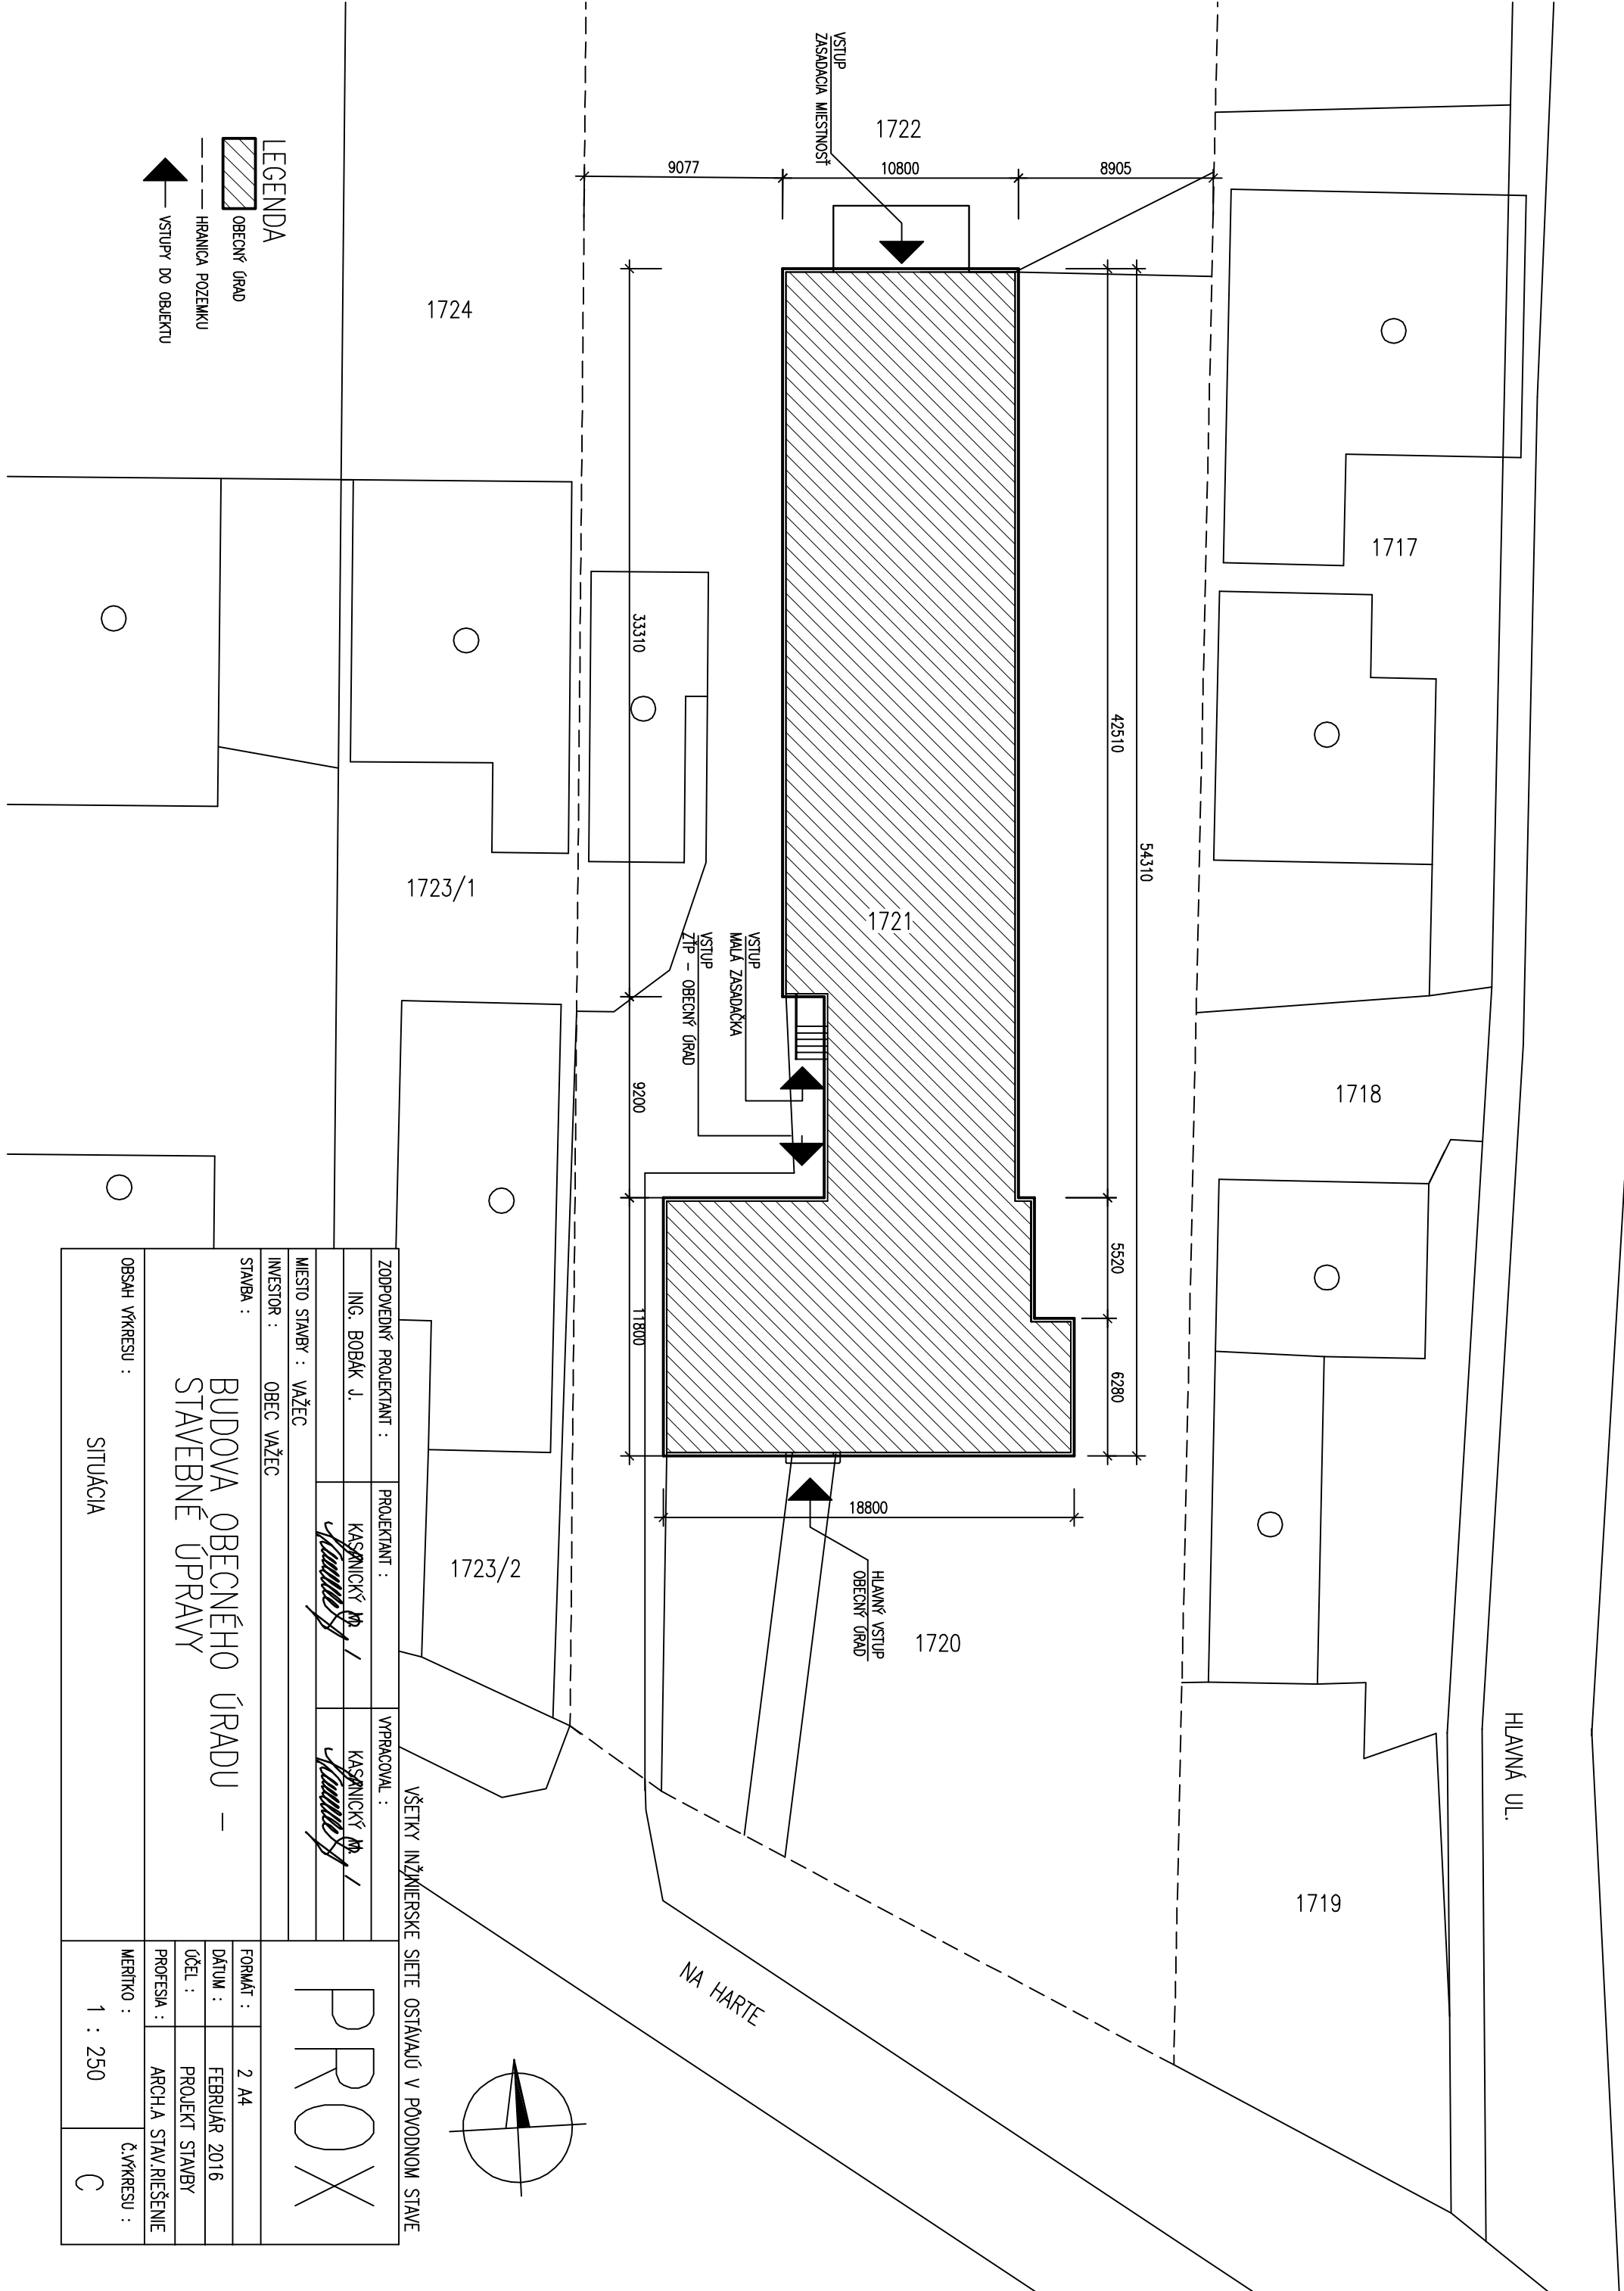 VSTUP
ZASADACIA MIESTNOSŤ
1722
9077
10800
8905
LEGENDA
OBECNÝ ÚRAD
HRANICA POZEMKU
VSTUPY DO OBJEKTU
1724
1717
33310
42510
54310
1723/1
1721
VSTUP
MALÁ ZASADAČKA
VSTUP
ZŤP - OBECNÝ ÚRAD
9200
1718
5520
6280
11800
18800
HLAVNÝ VSTUP
OBECNÝ ÚRAD
1720
1723/2
1719
HLAVNÁ UL.
NA HARTE
VŠETKY INŽINIERSKE SIETE OSTÁVAJÚ V PÔVODNOM STAVE
ZODPOVEDNÝ PROJEKTANT :
PROJEKTANT :
VYPRACOVAL :
ING. BOBÁK J.
KASANICKÝ M.
KASANICKÝ M.
MIESTO STAVBY : VAŽEC
INVESTOR : OBEC VAŽEC
STAVBA :
BUDOVA OBECNÉHO ÚRADU -
STAVEBNÉ ÚPRAVY
OBSAH VÝKRESU :
SITUÁCIA
PROX
FORMÁT : 2 A4
DÁTUM : FEBRUÁR 2016
ÚČEL : PROJEKT STAVBY
PROFESIA : ARCH.A STAV.RIEŠENIE
MERÍTKO :
1 : 250
Č.VÝKRESU :
C